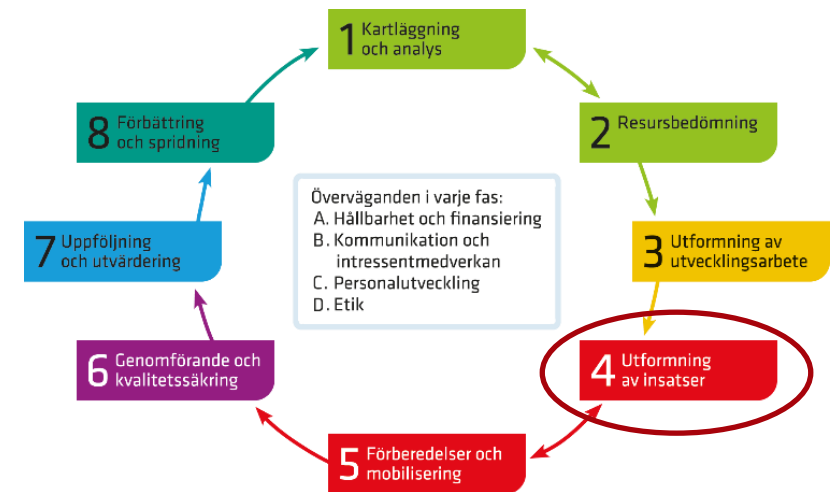 1 Kartläggning
och analys
2 Resursbedömning
3 Utformning av
utvecklingsarbete
4 Utformning
av insatser
5 Förberedelser och
mobilisering
6 Genomförande och
kvalitetssäkring
7 Uppföljning
och utvärdering
8 Förbättring
och spridning
Överväganden i varje fas:
A. Hållbarhet och finansiering
B. Kommunikation och
intressentmedverkan
C. Personalutveckling
D. Etik